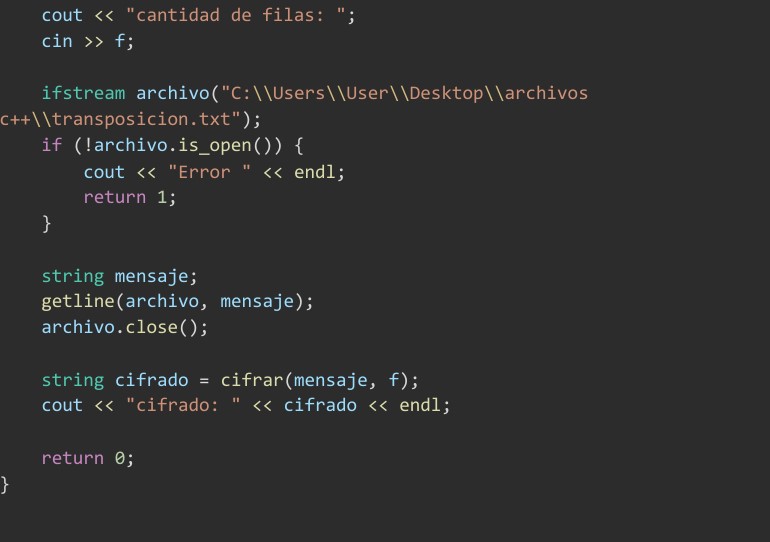 cout << "cantidad de filas: ";
cin >> f;
ifstream archivo("C:\\Users\\User\\Desktop\\archivos
c++\\transposicion.txt");
if (!archivo.is_open()) {
cout << "Error " << endl;
return 1;
}
string mensaje;
getline(archivo, mensaje);
archivo.close();
string cifrado = cifrar(mensaje, f);
cout << "cifrado: " << cifrado << endl;
return 0;
}